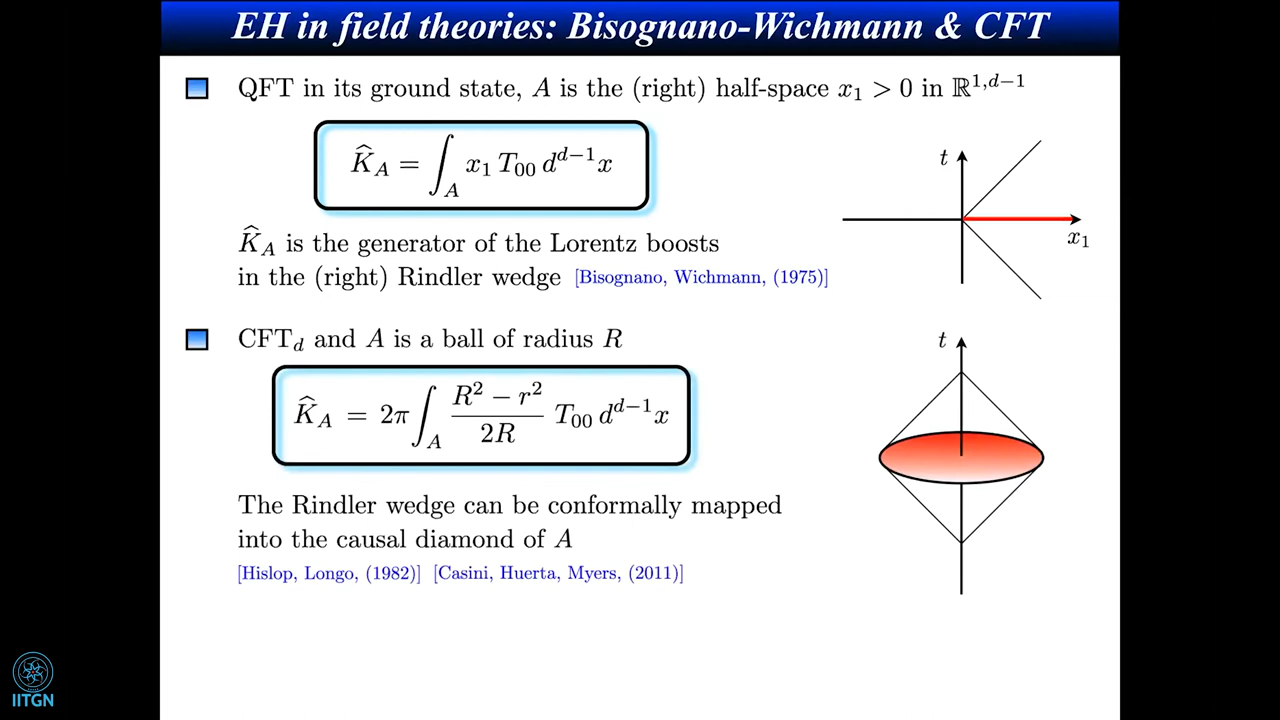 EH in field theories: Bisognano-Wichmann & CFT
QFT in its ground state, A is the (right) half-space x₁ > 0 in ℝ^{1,d−1}
K̂_A = ∫_A x₁ T₀₀ d^{d−1}x
K̂_A is the generator of the Lorentz boosts
in the (right) Rindler wedge [Bisognano, Wichmann, (1975)]
t
x₁
CFT_d and A is a ball of radius R
K̂_A = 2π ∫_A \frac{R² − r²}{2R} T₀₀ d^{d−1}x
t
The Rindler wedge can be conformally mapped
into the causal diamond of A
[Hislop, Longo, (1982)] [Casini, Huerta, Myers, (2011)]
IITGN